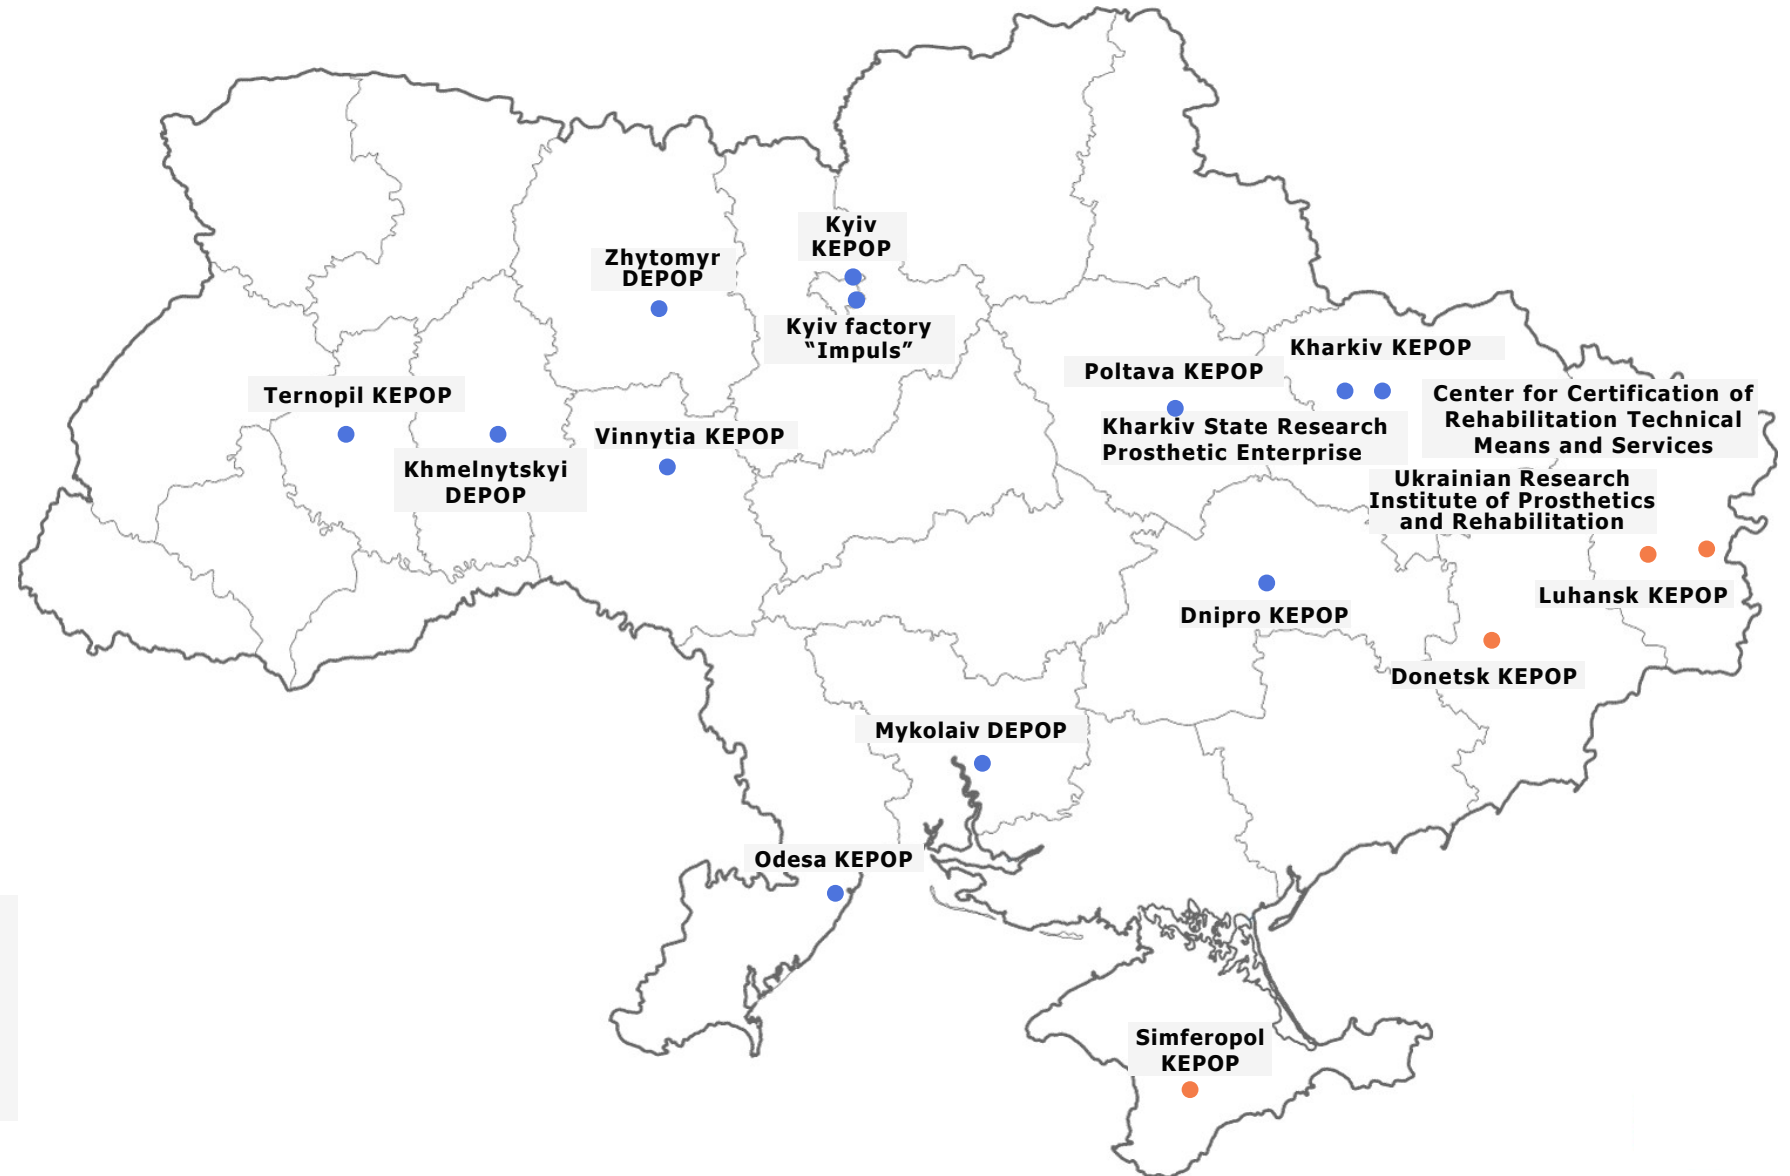 Kyiv
KEPOP
Zhytomyr
DEPOP
Kyiv factory
“Impuls”
Kharkiv KEPOP
Poltava KEPOP
Ternopil KEPOP
Center for Certification of
Rehabilitation Technical
Means and Services
Kharkiv State Research
Prosthetic Enterprise
Vinnytia KEPOP
Khmelnytskyi
DEPOP
Ukrainian Research
Institute of Prosthetics
and Rehabilitation
Luhansk KEPOP
Dnipro KEPOP
Donetsk KEPOP
Mykolaiv DEPOP
Odesa KEPOP
Simferopol
KEPOP